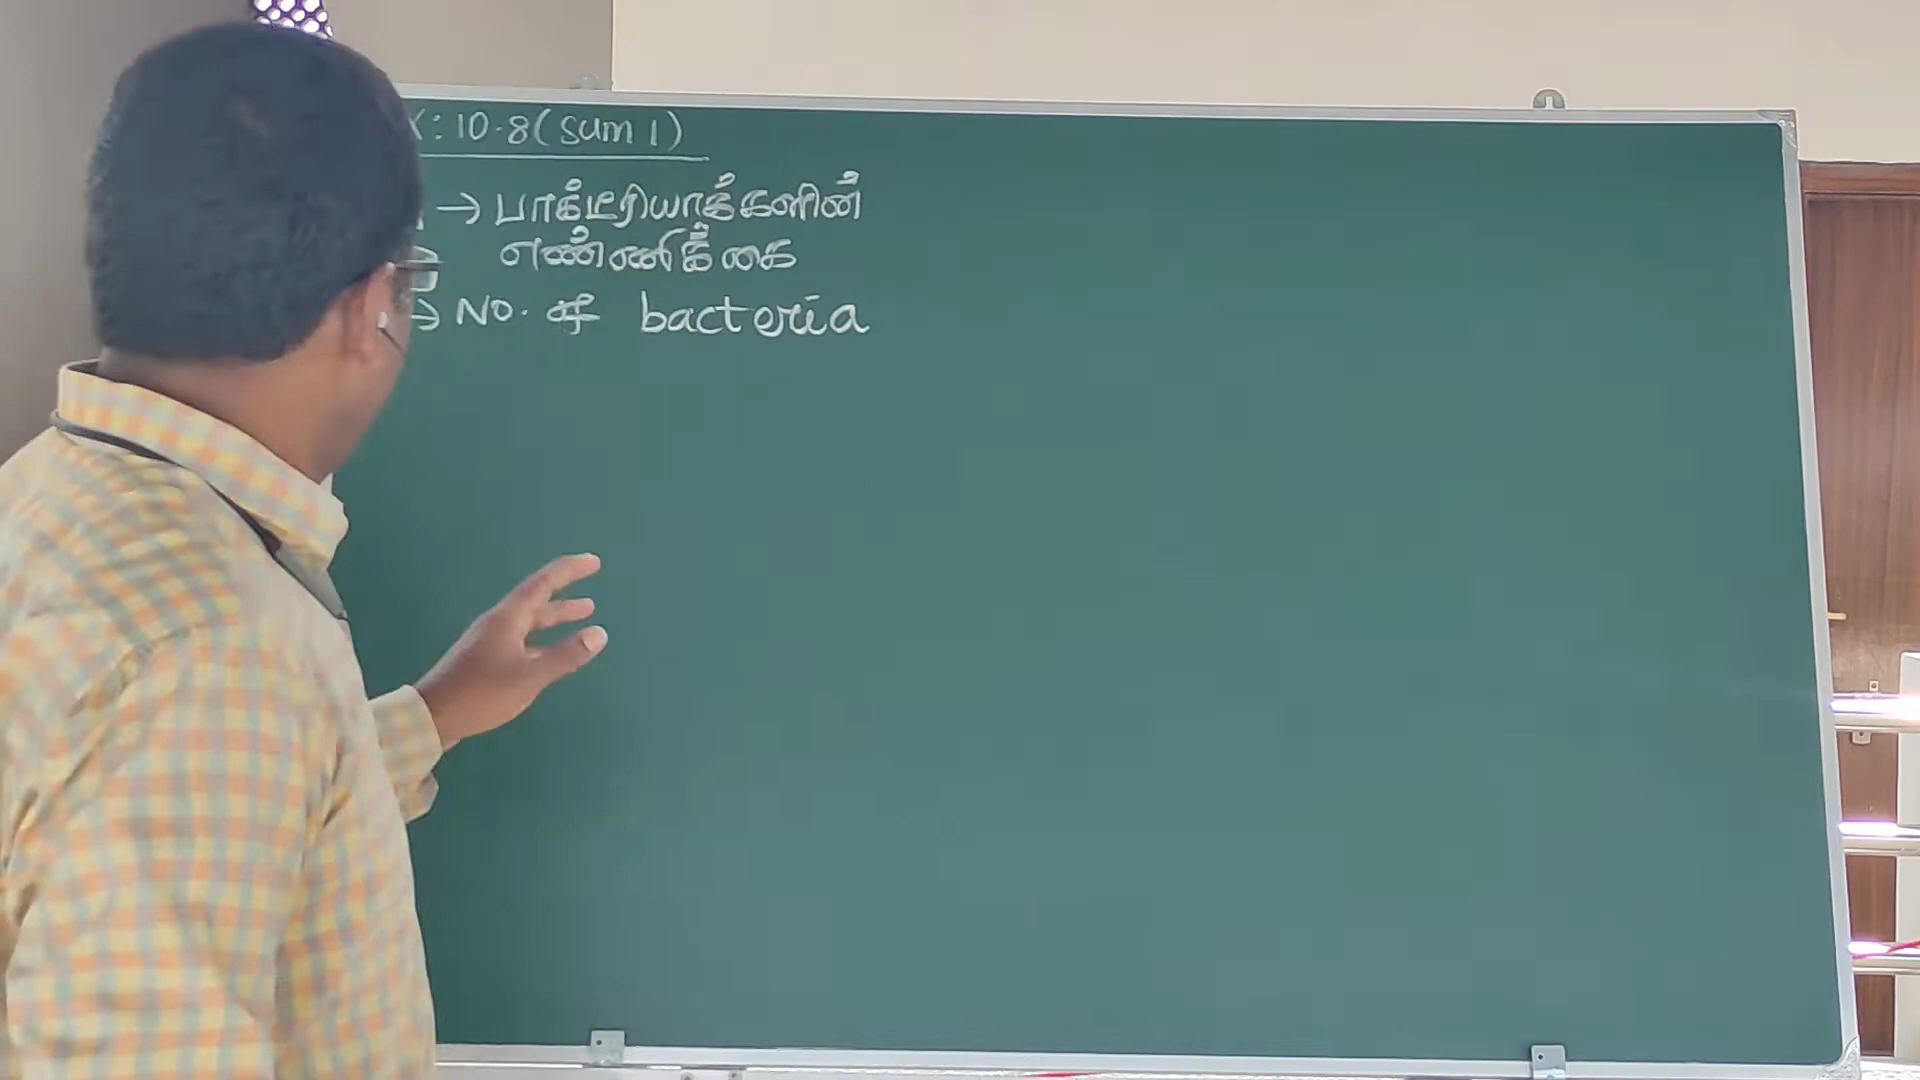 : 10.8 (Sum 1)
→ பாக்டீரியாக்களின்
எண்ணிக்கை
→ No. of bacteria